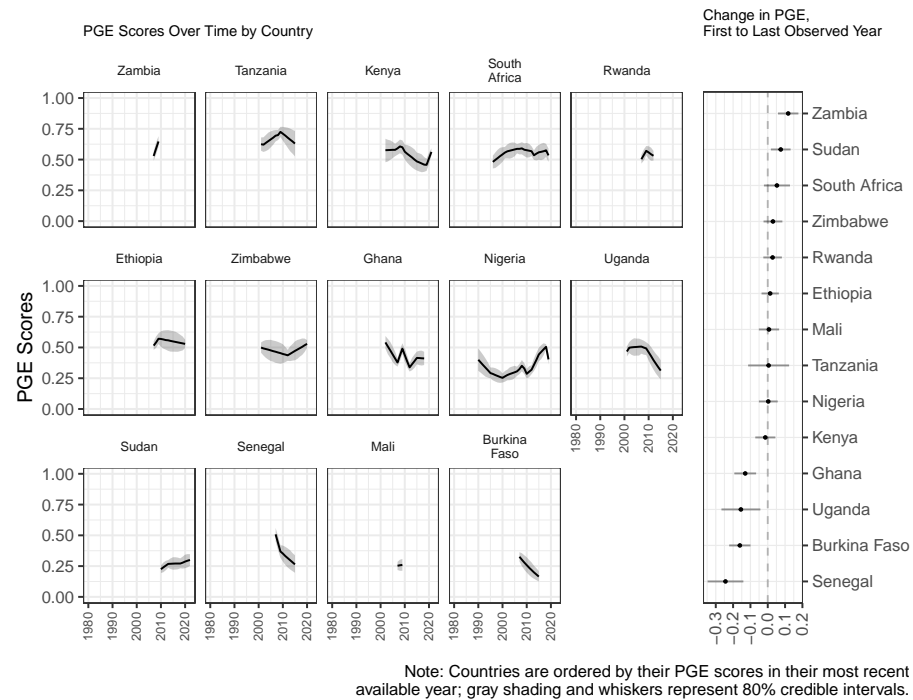 Change in PGE,
First to Last Observed Year
PGE Scores Over Time by Country
Zambia
Tanzania
Kenya
South
Africa
Rwanda
1.00
0.75
0.50
0.25
0.00
Ethiopia
Zimbabwe
Ghana
Nigeria
Uganda
1.00
0.75
0.50
0.25
0.00
1980
1990
2000
2010
2020
Sudan
Senegal
Mali
Burkina
Faso
1.00
0.75
0.50
0.25
0.00
1980
1990
2000
2010
2020
1980
1990
2000
2010
2020
1980
1990
2000
2010
2020
1980
1990
2000
2010
2020
PGE Scores
Zambia
Sudan
South Africa
Zimbabwe
Rwanda
Ethiopia
Mali
Tanzania
Nigeria
Kenya
Ghana
Uganda
Burkina Faso
Senegal
−0.3
−0.2
−0.1
0.0
0.1
0.2
Note: Countries are ordered by their PGE scores in their most recent
available year; gray shading and whiskers represent 80% credible intervals.